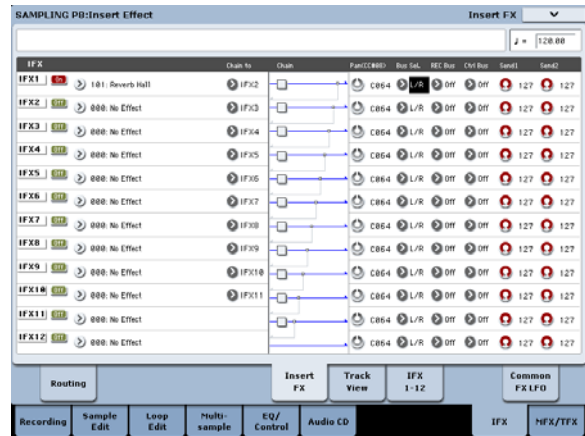 SAMPLING P8:Insert Effect Insert FX
♩ = 120.00
IFX Chain to Chain Pan(CC#08) Bus Sel. REC Bus Ctrl Bus Send1 Send2
IFX1 On 101: Reverb Hall IFX2 C064 L/R Off Off 127 127
IFX2 Off 000: No Effect IFX3 C064 L/R Off Off 127 127
IFX3 Off 000: No Effect IFX4 C064 L/R Off Off 127 127
IFX4 Off 000: No Effect IFX5 C064 L/R Off Off 127 127
IFX5 Off 000: No Effect IFX6 C064 L/R Off Off 127 127
IFX6 Off 000: No Effect IFX7 C064 L/R Off Off 127 127
IFX7 Off 000: No Effect IFX8 C064 L/R Off Off 127 127
IFX8 Off 000: No Effect IFX9 C064 L/R Off Off 127 127
IFX9 Off 000: No Effect IFX10 C064 L/R Off Off 127 127
IFX10 Off 000: No Effect IFX11 C064 L/R Off Off 127 127
IFX11 Off 000: No Effect C064 L/R Off Off 127 127
IFX12 Off 000: No Effect C064 L/R Off Off 127 127
Routing Insert FX Track View IFX 1-12 Common FX LFO
Recording Sample Edit Loop Edit Multi-sample EQ/Control Audio CD IFX MFX/TFX